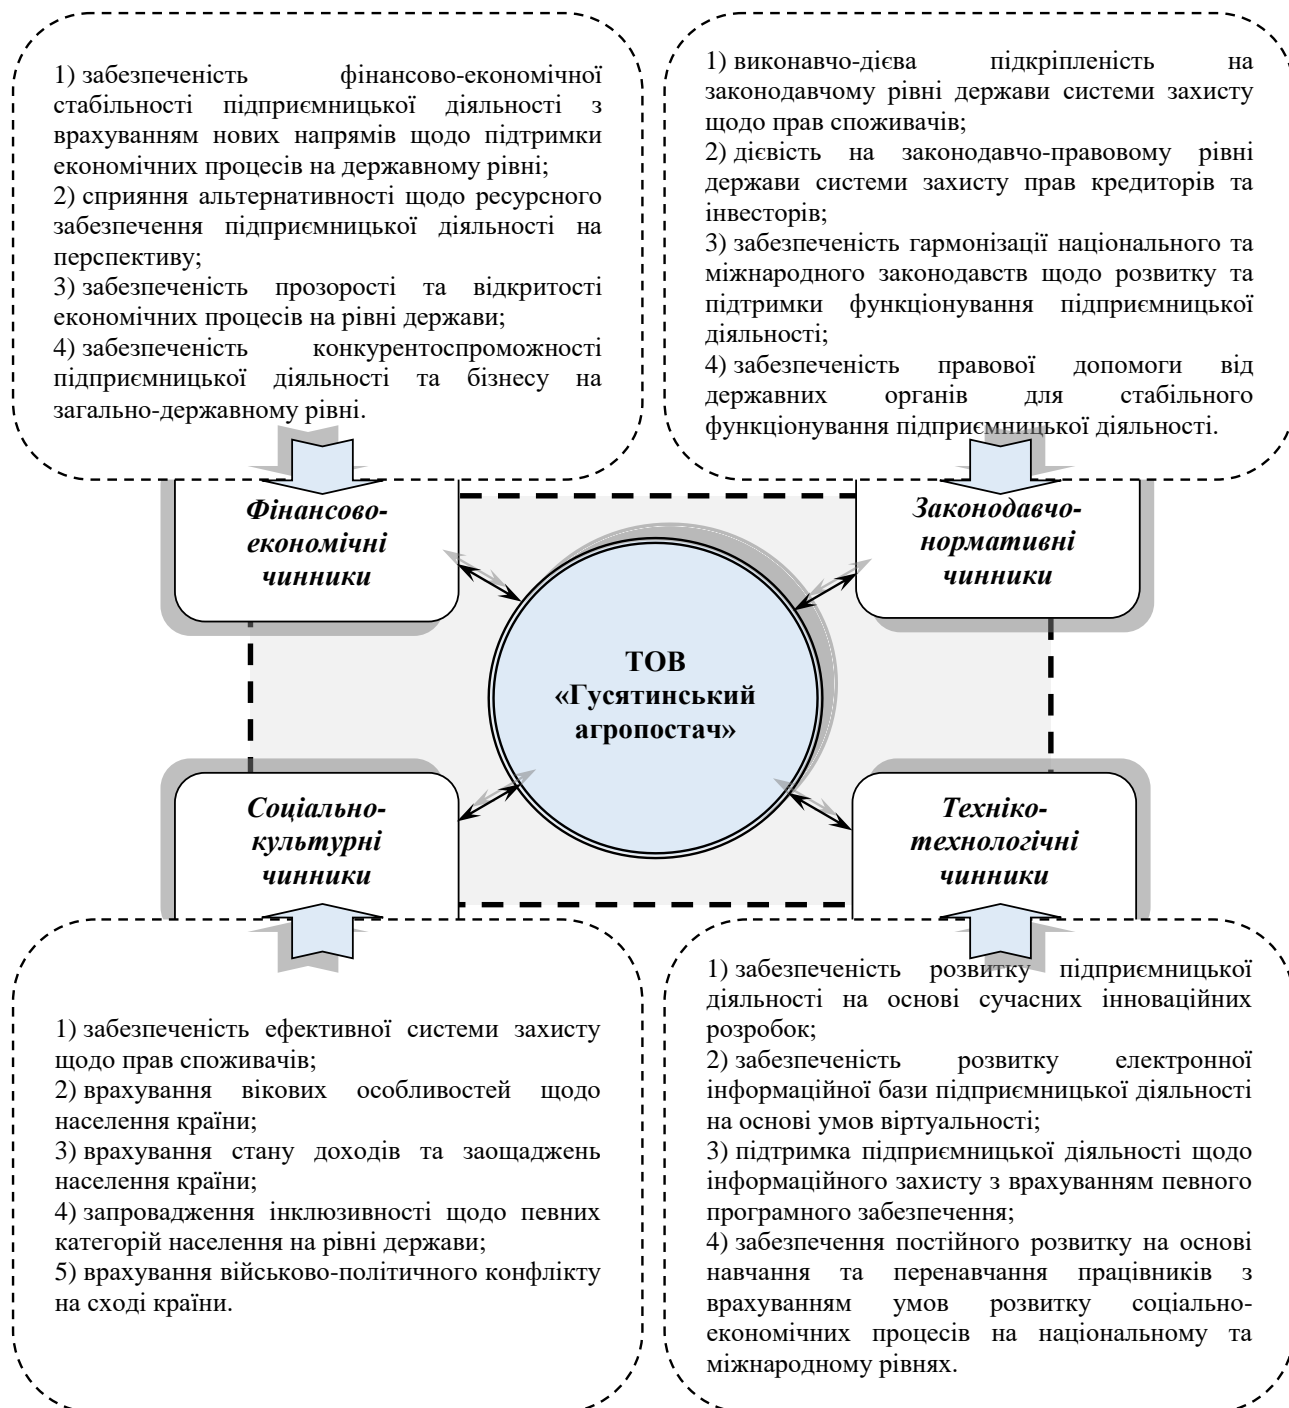 1) забезпеченість фінансово-економічної
стабільності підприємницької діяльності з
врахуванням нових напрямів щодо підтримки
економічних процесів на державному рівні;
2) сприяння альтернативності щодо ресурсного
забезпечення підприємницької діяльності на
перспективу;
3) забезпеченість прозорості та відкритості
економічних процесів на рівні держави;
4) забезпеченість конкурентоспроможності
підприємницької діяльності та бізнесу на
загально-державному рівні.
1) виконавчо-дієва підкріпленість на
законодавчому рівні держави системи захисту
щодо прав споживачів;
2) дієвість на законодавчо-правовому рівні
держави системи захисту прав кредиторів та
інвесторів;
3) забезпеченість гармонізації національного та
міжнародного законодавств щодо розвитку та
підтримки функціонування підприємницької
діяльності;
4) забезпеченість правової допомоги від
державних органів для стабільного
функціонування підприємницької діяльності.
Фінансово-
економічні
чинники
Законодавчо-
нормативні
чинники
ТОВ
«Гусятинський
агропостач»
Соціально-
культурні
чинники
Техніко-
технологічні
чинники
1) забезпеченість ефективної системи захисту
щодо прав споживачів;
2) врахування вікових особливостей щодо
населення країни;
3) врахування стану доходів та заощаджень
населення країни;
4) запровадження інклюзивності щодо певних
категорій населення на рівні держави;
5) врахування військово-політичного конфлікту
на сході країни.
1) забезпеченість розвитку підприємницької
діяльності на основі сучасних інноваційних
розробок;
2) забезпеченість розвитку електронної
інформаційної бази підприємницької діяльності
на основі умов віртуальності;
3) підтримка підприємницької діяльності щодо
інформаційного захисту з врахуванням певного
програмного забезпечення;
4) забезпечення постійного розвитку на основі
навчання та перенавчання працівників з
врахуванням умов розвитку соціально-
економічних процесів на національному та
міжнародному рівнях.